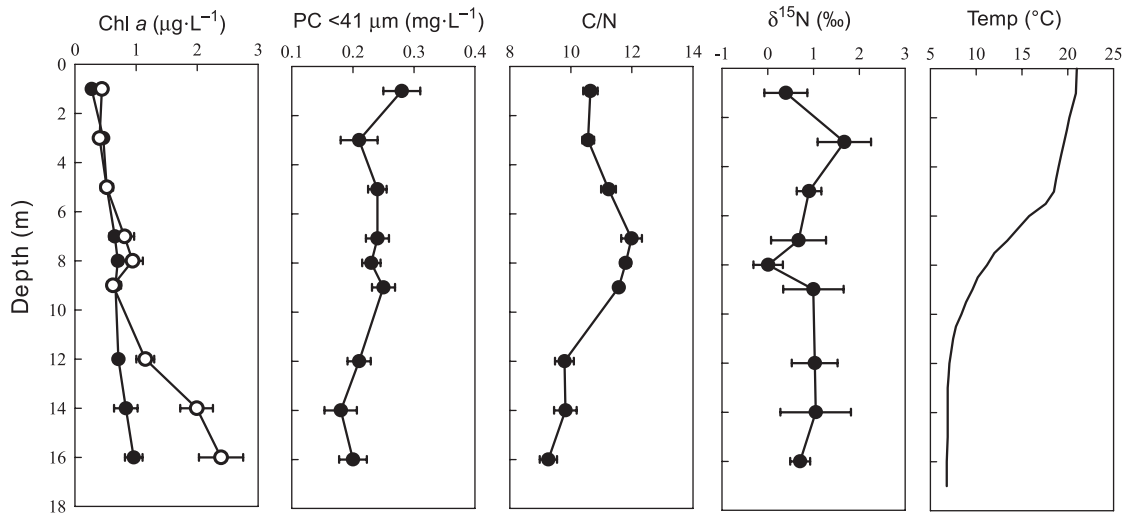 Chl a (µg·L⁻¹)
PC <41 µm (mg·L⁻¹)
C/N
δ¹⁵N (‰)
Temp (°C)
0 1 2 3
0.1 0.2 0.3 0.4
8 10 12 14
-1 0 1 2 3
5 10 15 20 25
0
2
4
6
8
10
12
14
16
18
Depth (m)